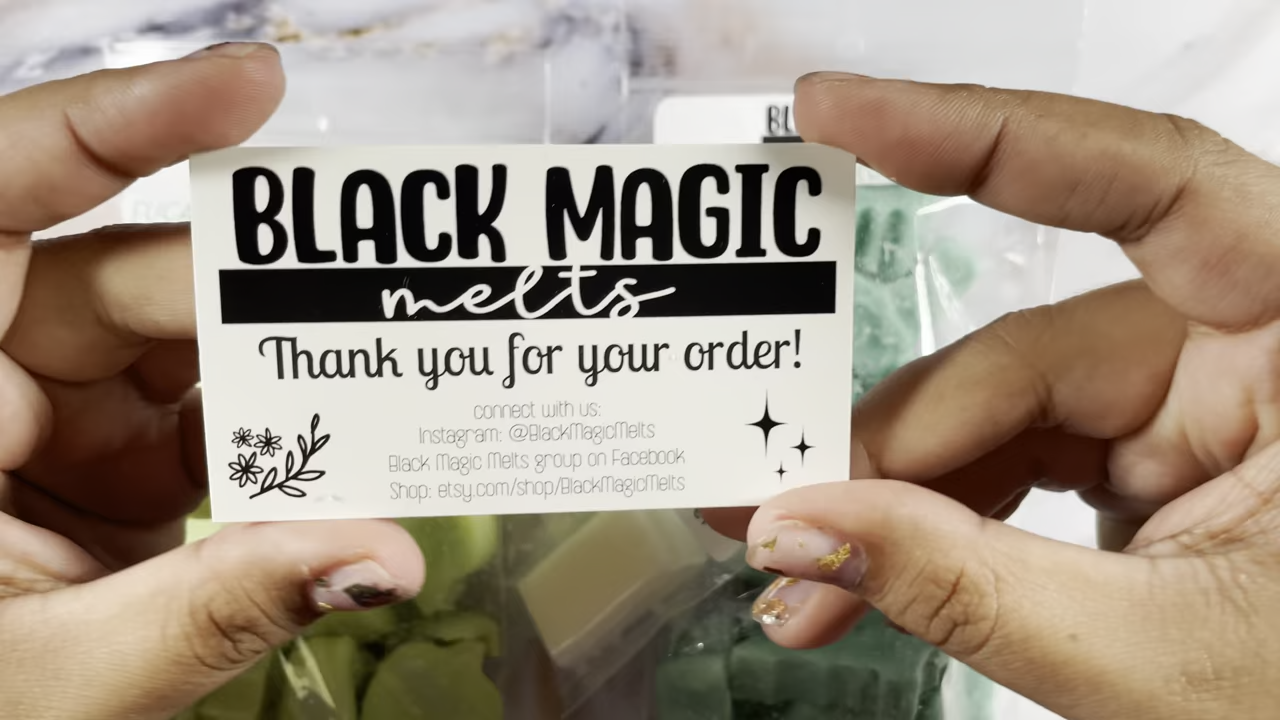 BLACK MAGIC
melts
Thank you for your order!
connect with us:
Instagram: @BlackMagicMelts
Black Magic Melts group on Facebook
Shop: etsy.com/shop/BlackMagicMelts
BL